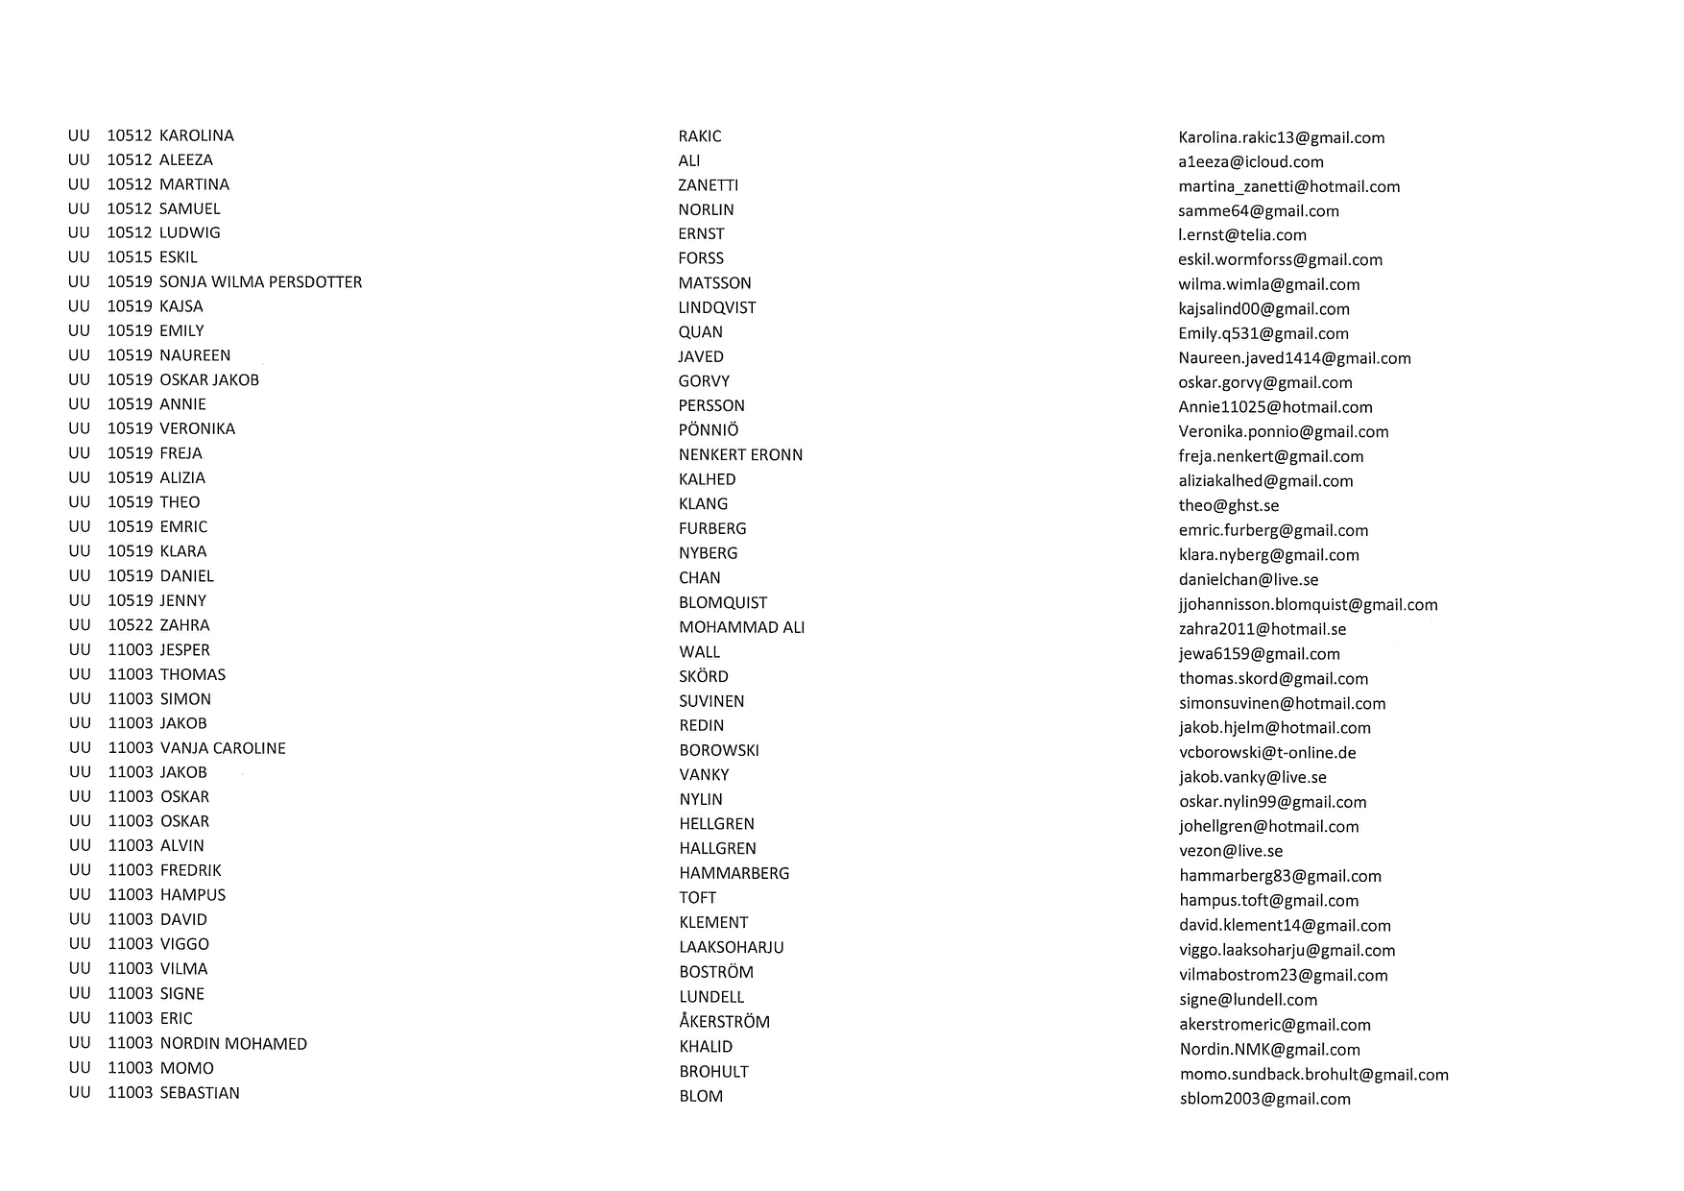 UU 10512 KAROLINA RAKIC Karolina.rakic13@gmail.com
UU 10512 ALEEZA ALI a1eeza@icloud.com
UU 10512 MARTINA ZANETTI martina_zanetti@hotmail.com
UU 10512 SAMUEL NORLIN samme64@gmail.com
UU 10512 LUDWIG ERNST l.ernst@telia.com
UU 10515 ESKIL FORSS eskil.wormforss@gmail.com
UU 10519 SONJA WILMA PERSDOTTER MATSSON wilma.wimla@gmail.com
UU 10519 KAJSA LINDQVIST kajsalind00@gmail.com
UU 10519 EMILY QUAN Emily.q531@gmail.com
UU 10519 NAUREEN JAVED Naureen.javed1414@gmail.com
UU 10519 OSKAR JAKOB GORVY oskar.gorvy@gmail.com
UU 10519 ANNIE PERSSON Annie11025@hotmail.com
UU 10519 VERONIKA PÖNNIÖ Veronika.ponnio@gmail.com
UU 10519 FREJA NENKERT ERONN freja.nenkert@gmail.com
UU 10519 ALIZIA KALHED aliziakalhed@gmail.com
UU 10519 THEO KLANG theo@ghst.se
UU 10519 EMRIC FURBERG emric.furberg@gmail.com
UU 10519 KLARA NYBERG klara.nyberg@gmail.com
UU 10519 DANIEL CHAN danielchan@live.se
UU 10519 JENNY BLOMQUIST jjohannisson.blomquist@gmail.com
UU 10522 ZAHRA MOHAMMAD ALI zahra2011@hotmail.se
UU 11003 JESPER WALL jewa6159@gmail.com
UU 11003 THOMAS SKÖRD thomas.skord@gmail.com
UU 11003 SIMON SUVINEN simonsuvinen@hotmail.com
UU 11003 JAKOB REDIN jakob.hjelm@hotmail.com
UU 11003 VANJA CAROLINE BOROWSKI vcborowski@t-online.de
UU 11003 JAKOB VANKY jakob.vanky@live.se
UU 11003 OSKAR NYLIN oskar.nylin99@gmail.com
UU 11003 OSKAR HELLGREN johellgren@hotmail.com
UU 11003 ALVIN HALLGREN vezon@live.se
UU 11003 FREDRIK HAMMARBERG hammarberg83@gmail.com
UU 11003 HAMPUS TOFT hampus.toft@gmail.com
UU 11003 DAVID KLEMENT david.klement14@gmail.com
UU 11003 VIGGO LAAKSOHARJU viggo.laaksoharju@gmail.com
UU 11003 VILMA BOSTRÖM vilmabostrom23@gmail.com
UU 11003 SIGNE LUNDELL signe@lundell.com
UU 11003 ERIC ÅKERSTRÖM akerstromeric@gmail.com
UU 11003 NORDIN MOHAMED KHALID Nordin.NMK@gmail.com
UU 11003 MOMO BROHULT momo.sundback.brohult@gmail.com
UU 11003 SEBASTIAN BLOM sblom2003@gmail.com